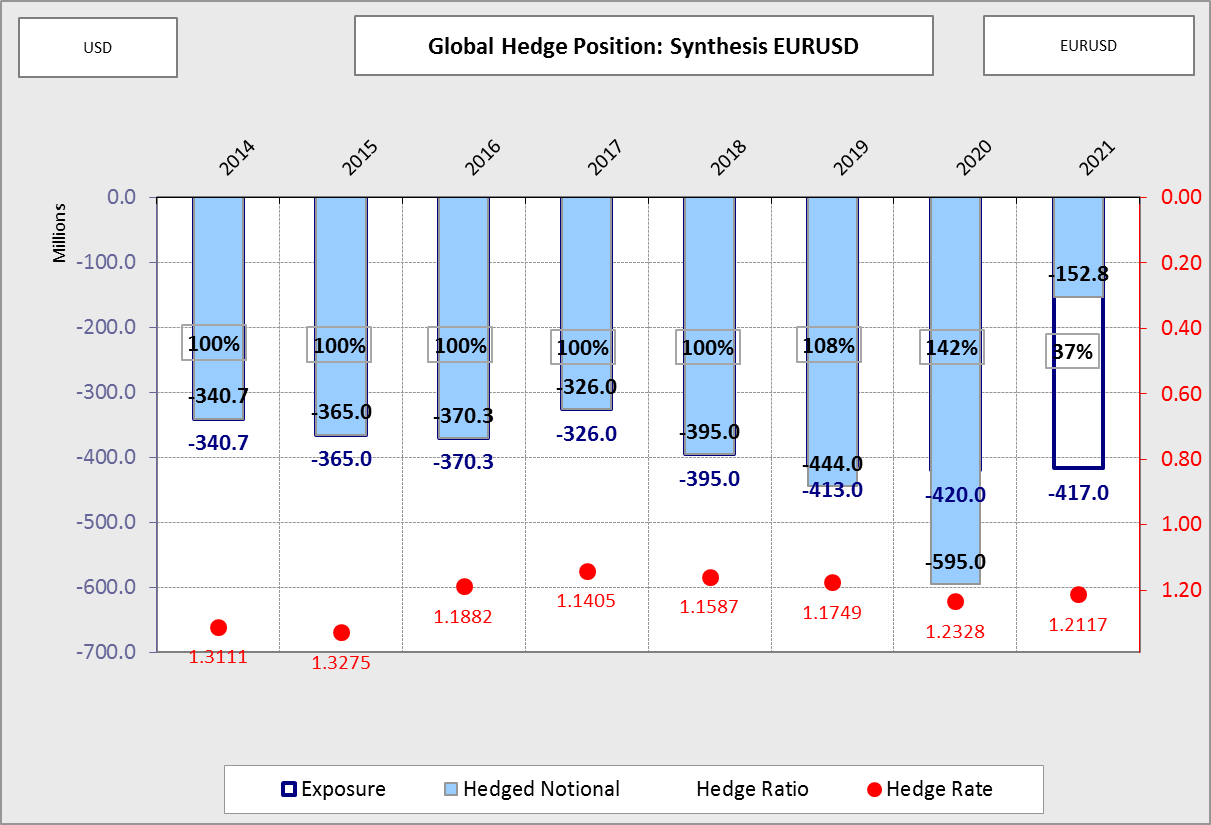 USD
Global Hedge Position: Synthesis EURUSD
EURUSD
2014 2015 2016 2017 2018 2019 2020 2021
Millions
0.0
-100.0
-200.0
-300.0
-400.0
-500.0
-600.0
-700.0
0.00
0.20
0.40
0.60
0.80
1.00
1.20
-152.8
100% 100% 100% 100% 100% 108% 142% 37%
-340.7 -365.0 -370.3 -326.0 -395.0 -444.0 -595.0
-340.7 -365.0 -370.3 -326.0 -395.0 -413.0 -420.0 -417.0
1.3111 1.3275 1.1882 1.1405 1.1587 1.1749 1.2328 1.2117
Exposure Hedged Notional Hedge Ratio Hedge Rate